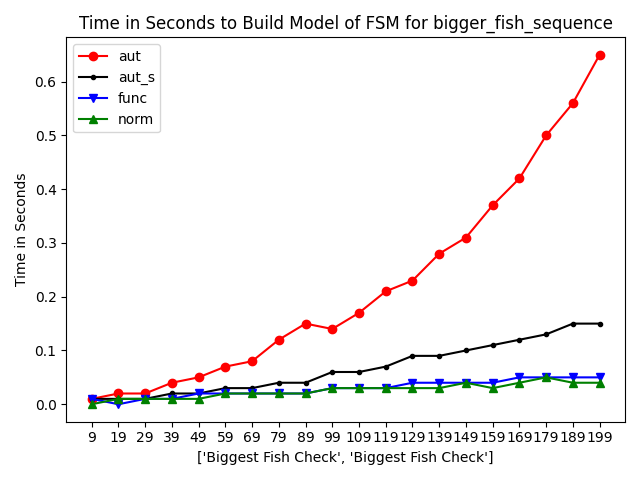 Time in Seconds to Build Model of FSM for bigger_fish_sequence
aut
aut_s
func
norm
Time in Seconds
0.6
0.5
0.4
0.3
0.2
0.1
0.0
9 19 29 39 49 59 69 79 89 99 109 119 129 139 149 159 169 179 189 199
['Biggest Fish Check', 'Biggest Fish Check']